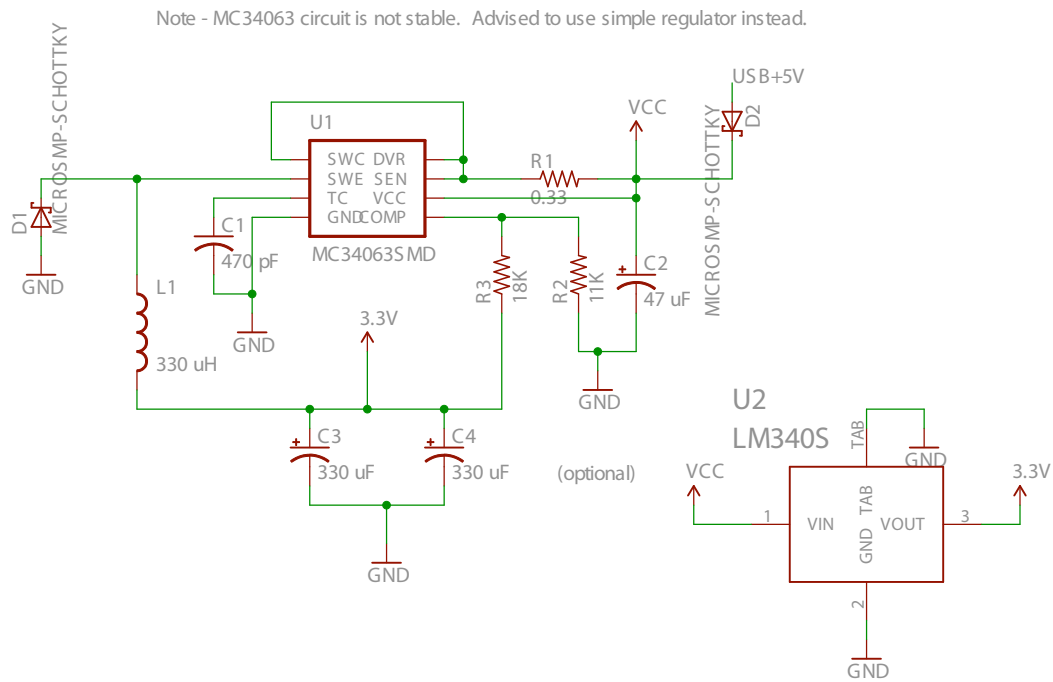 Note - MC34063 circuit is not stable.  Advised to use simple regulator instead.
USB+5V
MICROSMP-SCHOTTKY
D1
GND
U1
SWC DVR
SWE SEN
TC VCC
GND COMP
MC34063SMD
VCC
D2
MICROSMP-SCHOTTKY
R1
0.33
C1
470 pF
GND
L1
330 uH
3.3V
R3
18K
R2
11K
C2
47 uF
GND
C3
330 uF
C4
330 uF
(optional)
GND
U2
LM340S
TAB
GND
VCC
3.3V
1
VIN
GND TAB
VOUT
3
2
GND